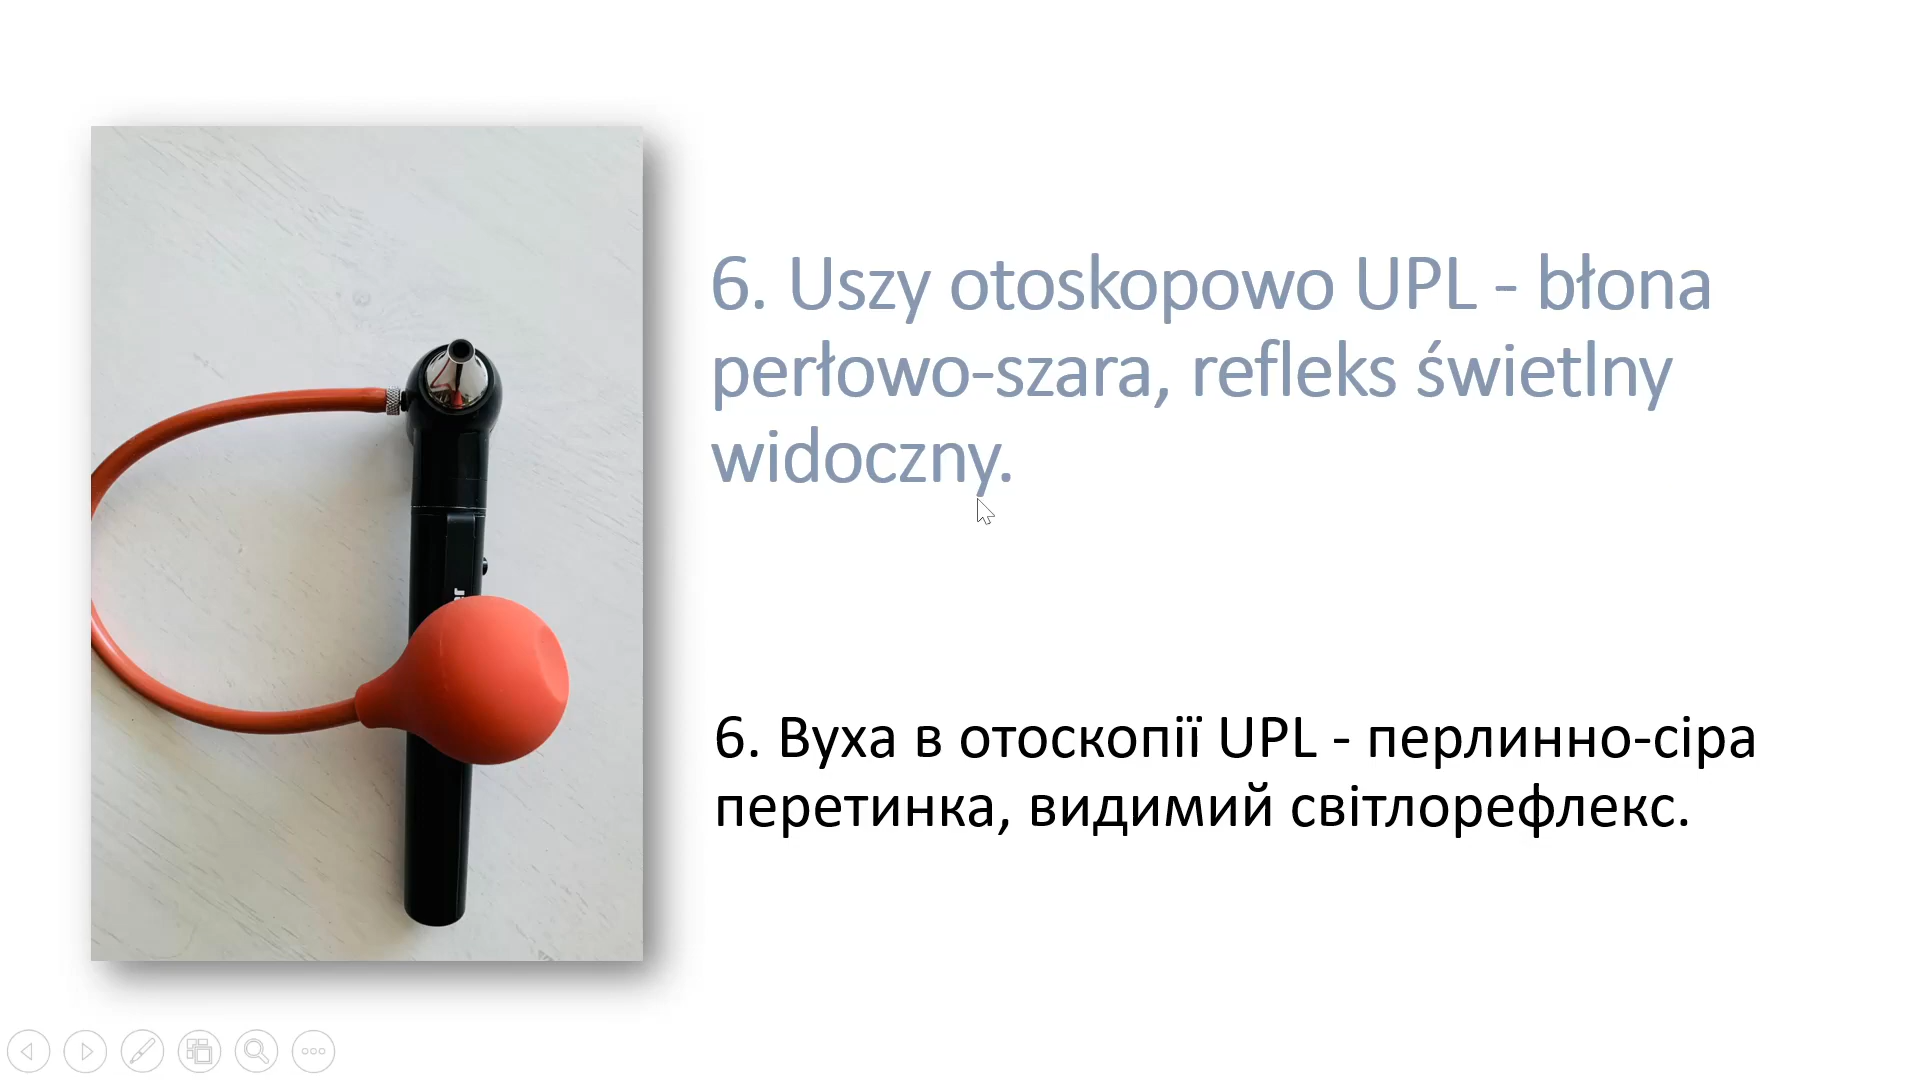 6. Uszy otoskopowo UPL - błona
perłowo-szara, refleks świetlny
widoczny.
6. Вуха в отоскопії UPL - перлинно-сіра
перетинка, видимий світлорефлекс.